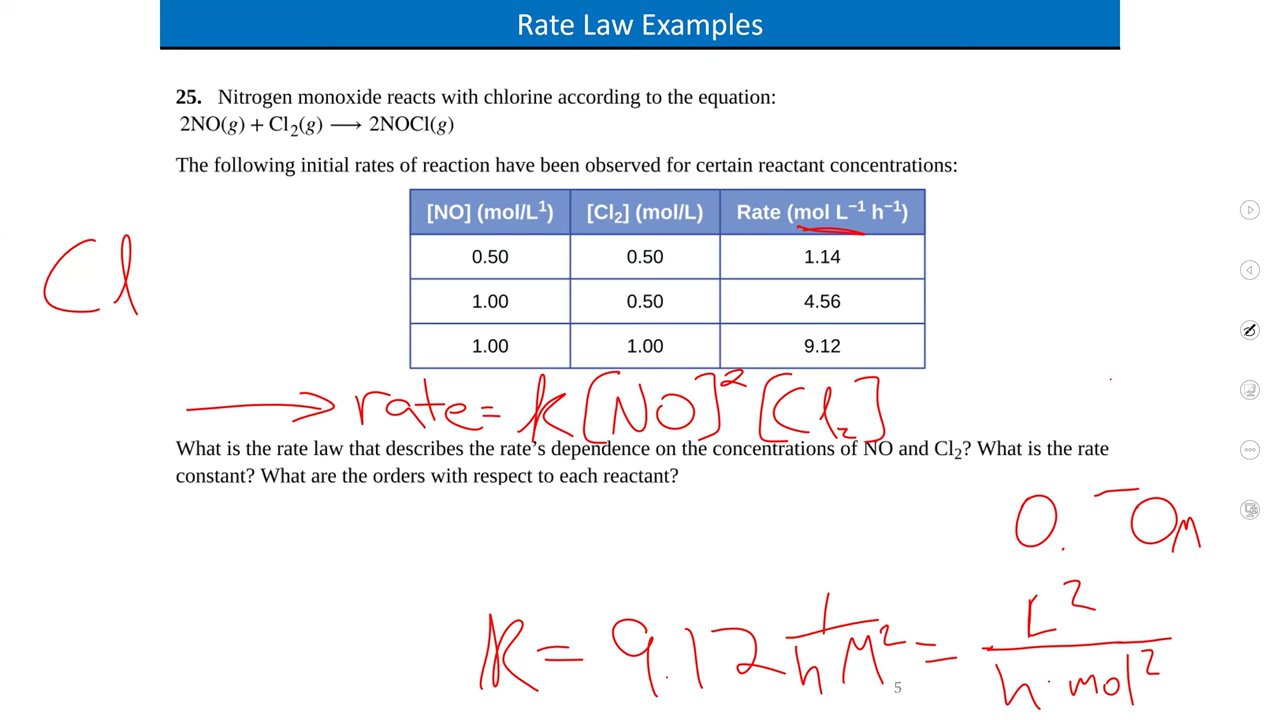 Rate Law Examples
25. Nitrogen monoxide reacts with chlorine according to the equation:
2NO(g) + Cl₂(g) ⟶ 2NOCl(g)
The following initial rates of reaction have been observed for certain reactant concentrations:
[NO] (mol/L¹) [Cl₂] (mol/L) Rate (mol L⁻¹ h⁻¹)
0.50 0.50 1.14
1.00 0.50 4.56
Cl
1.00 1.00 9.12
→ rate = k[NO]²[Cl₂]
What is the rate law that describes the rate's dependence on the concentrations of NO and Cl₂? What is the rate
constant? What are the orders with respect to each reactant?
0.
k = 9.12 1/hM² = L²/h·mol²
5